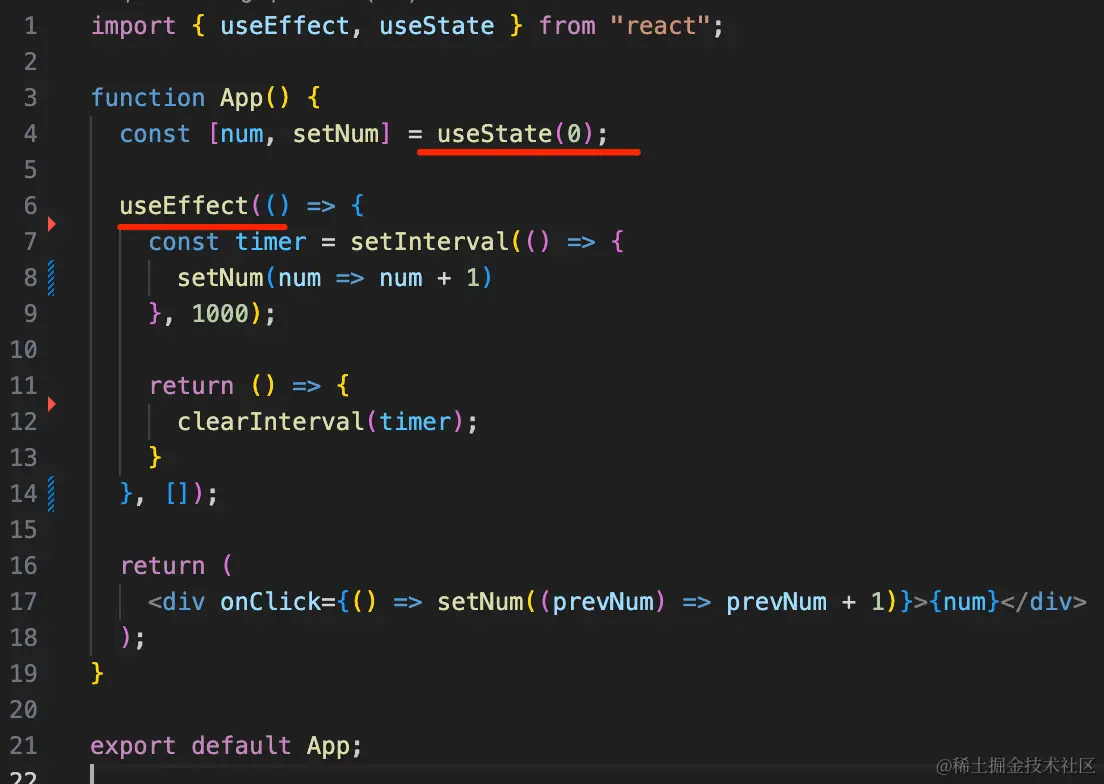 1 import { useEffect, useState } from "react";
2
3 function App() {
4 const [num, setNum] = useState(0);
5
6 useEffect(() => {
7 const timer = setInterval(() => {
8 setNum(num => num + 1)
9 }, 1000);
10
11 return () => {
12 clearInterval(timer);
13 }
14 }, []);
15
16 return (
17 <div onClick={() => setNum((prevNum) => prevNum + 1)}>{num}</div>
18 );
19 }
20
21 export default App;
22
@稀土掘金技术社区